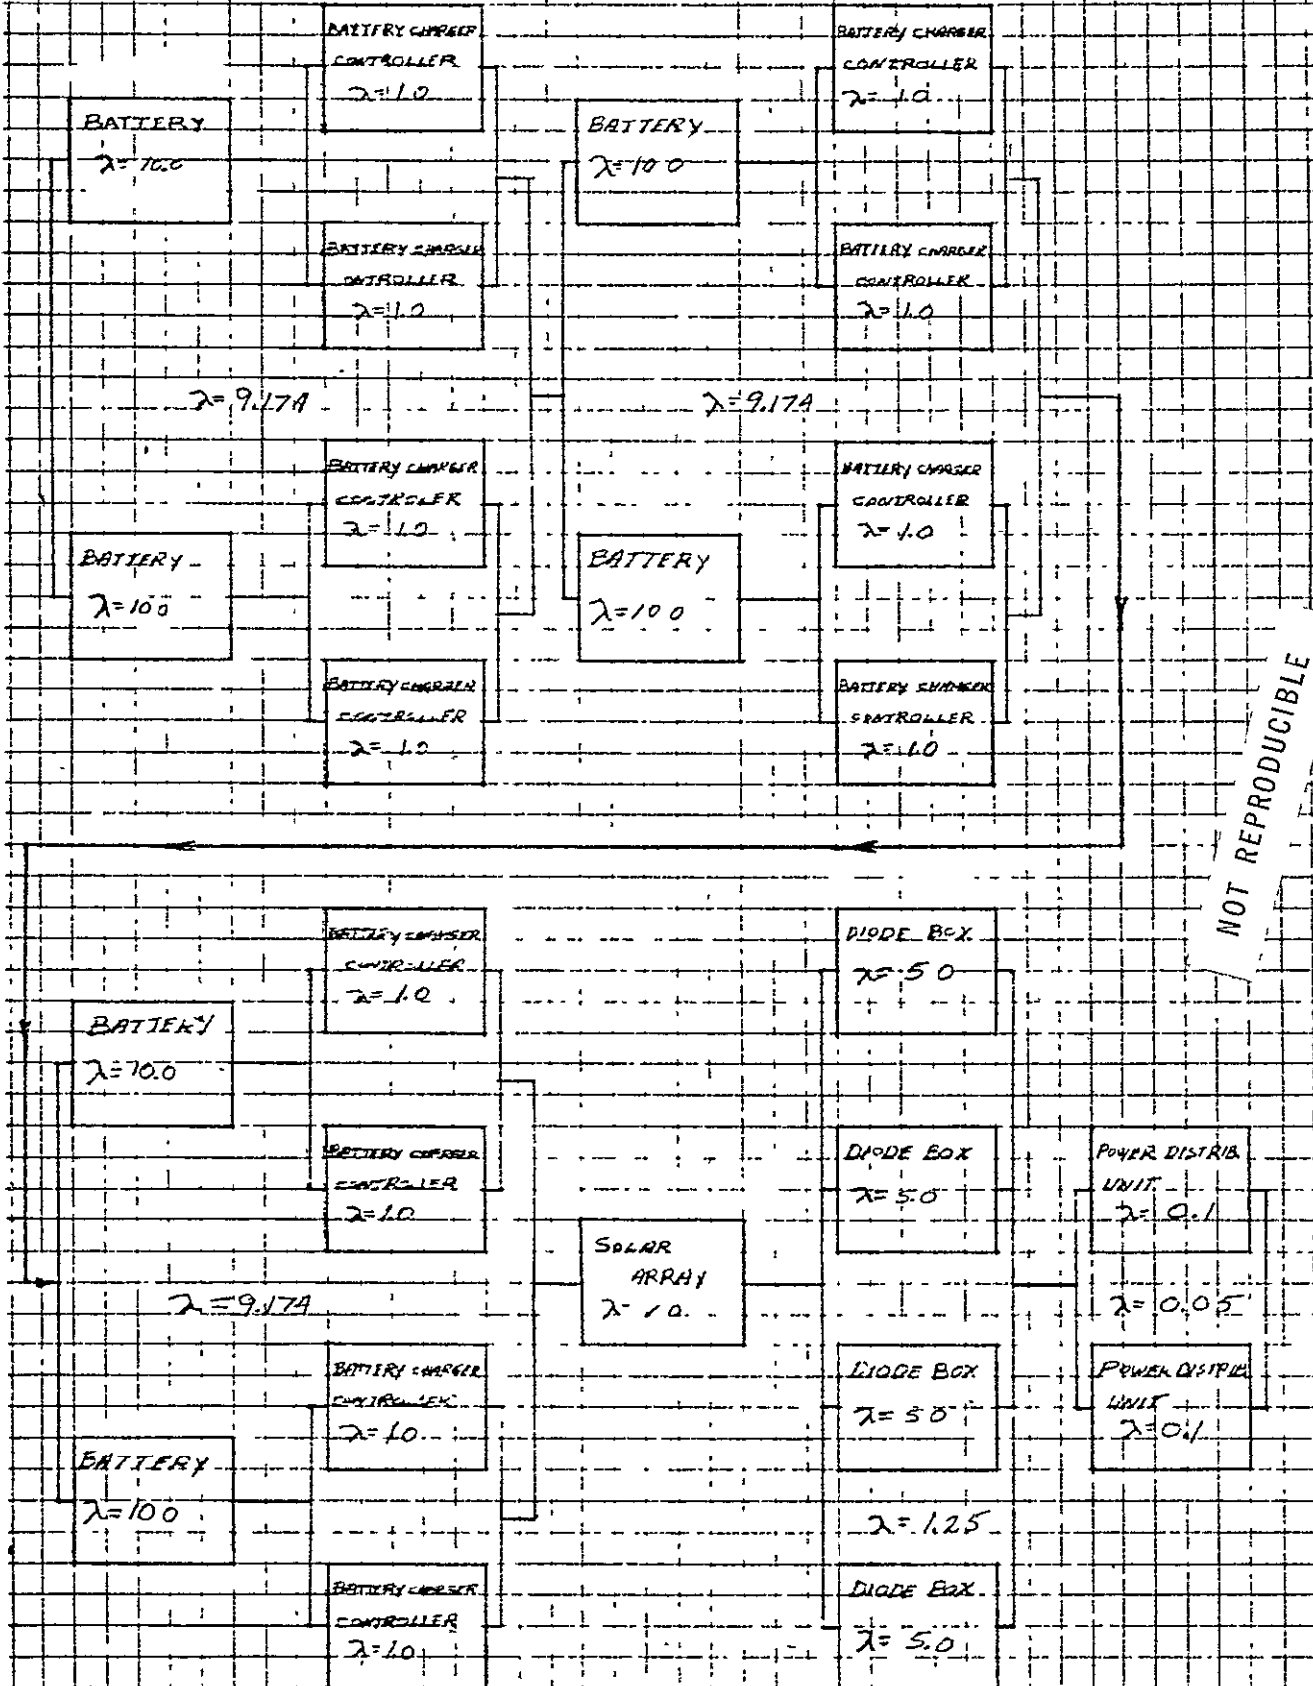 BATTERY CHARGER
CONTROLLER
λ=1.0
BATTERY CHARGER
CONTROLLER
λ=1.0
BATTERY
λ=10.0
BATTERY
λ=10 0
BATTERY CHARGER
CONTROLLER
λ=1.0
BATTERY CHARGER
CONTROLLER
λ=1.0
λ=9.174
λ=9.174
BATTERY CHARGER
CONTROLLER
λ=1.0
BATTERY CHARGER
CONTROLLER
λ=1.0
BATTERY
λ=10 0
BATTERY
λ=10 0
BATTERY CHARGER
CONTROLLER
λ=1.0
BATTERY CHARGER
CONTROLLER
λ=1.0
NOT REPRODUCIBLE
BATTERY CHARGER
CONTROLLER
λ=1.0
DIODE BOX
λ=5 0
BATTERY
λ=10.0
BATTERY CHARGER
CONTROLLER
λ=1.0
DIODE BOX
λ=5.0
POWER DISTRIB
UNIT
λ=0.1
SOLAR
ARRAY
λ=9.174
λ=0.05
BATTERY CHARGER
CONTROLLER
λ=1.0
DIODE BOX
λ=5 0
POWER DISTRIB
UNIT
λ=0.1
BATTERY
λ=10 0
λ=1.25
BATTERY CHARGER
CONTROLLER
λ=1.0
DIODE BOX
λ=5.0